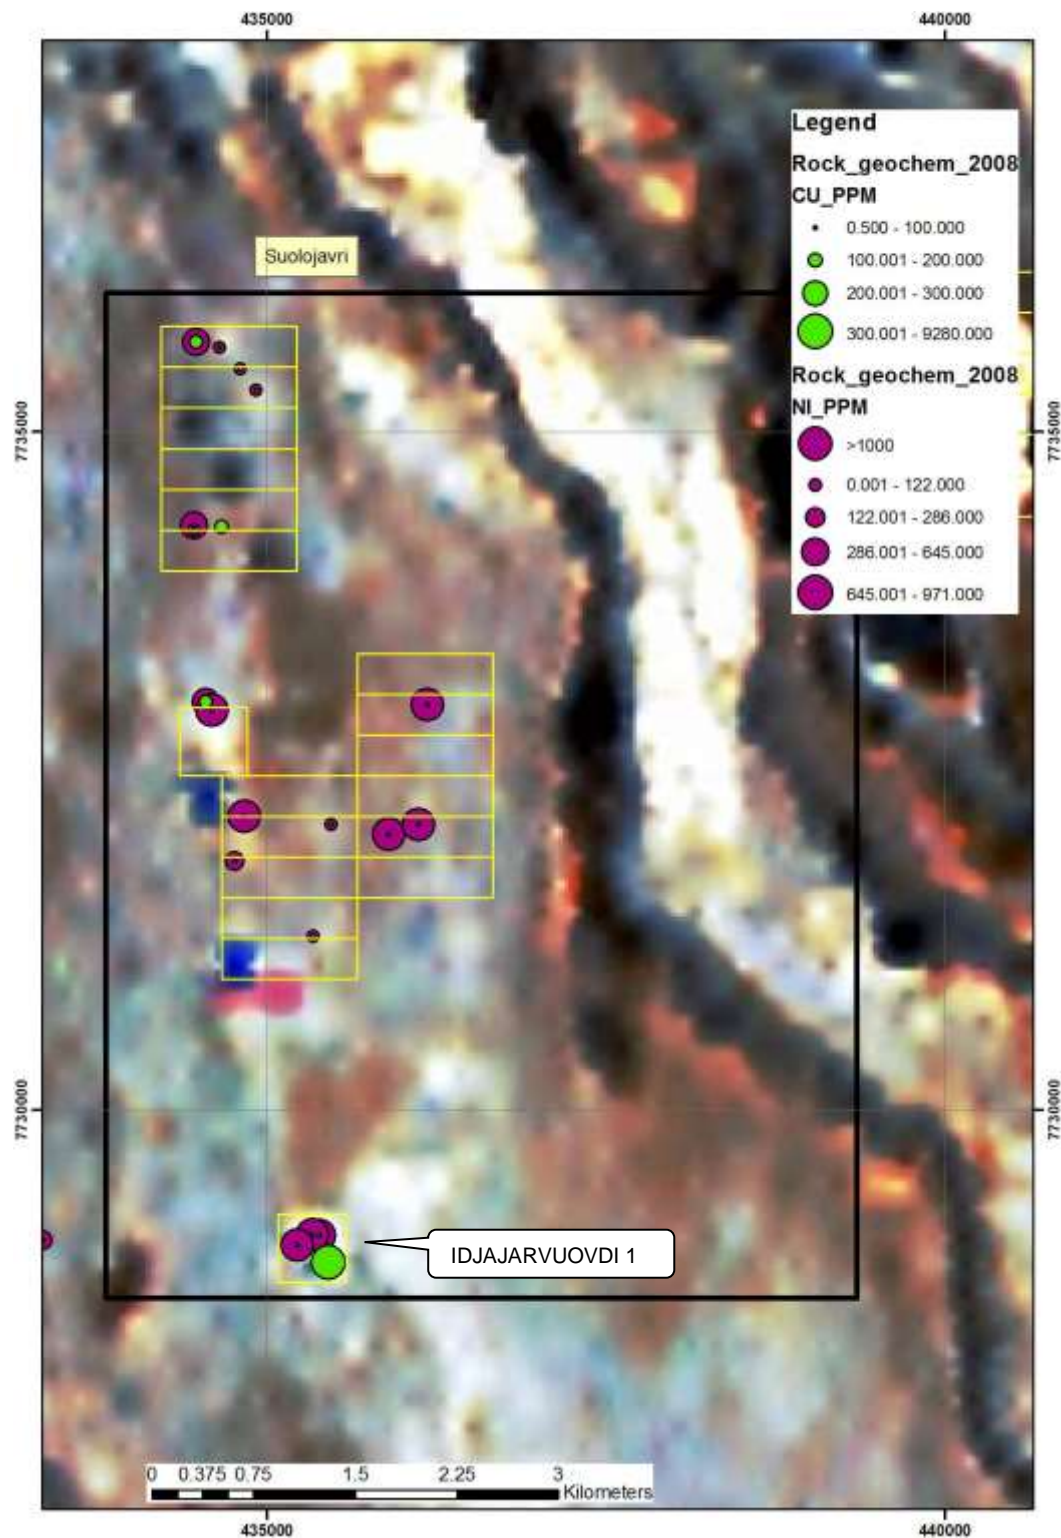 435000
440000
Legend
Rock_geochem_2008
CU_PPM
0.500 - 100.000
100.001 - 200.000
200.001 - 300.000
300.001 - 9280.000
Rock_geochem_2008
NI_PPM
>1000
0.001 - 122.000
122.001 - 286.000
286.001 - 645.000
645.001 - 971.000
Suolojavri
7735000
7735000
7730000
7730000
IDJAJARVUOVDI 1
0 0.375 0.75 1.5 2.25 3
Kilometers
435000
440000